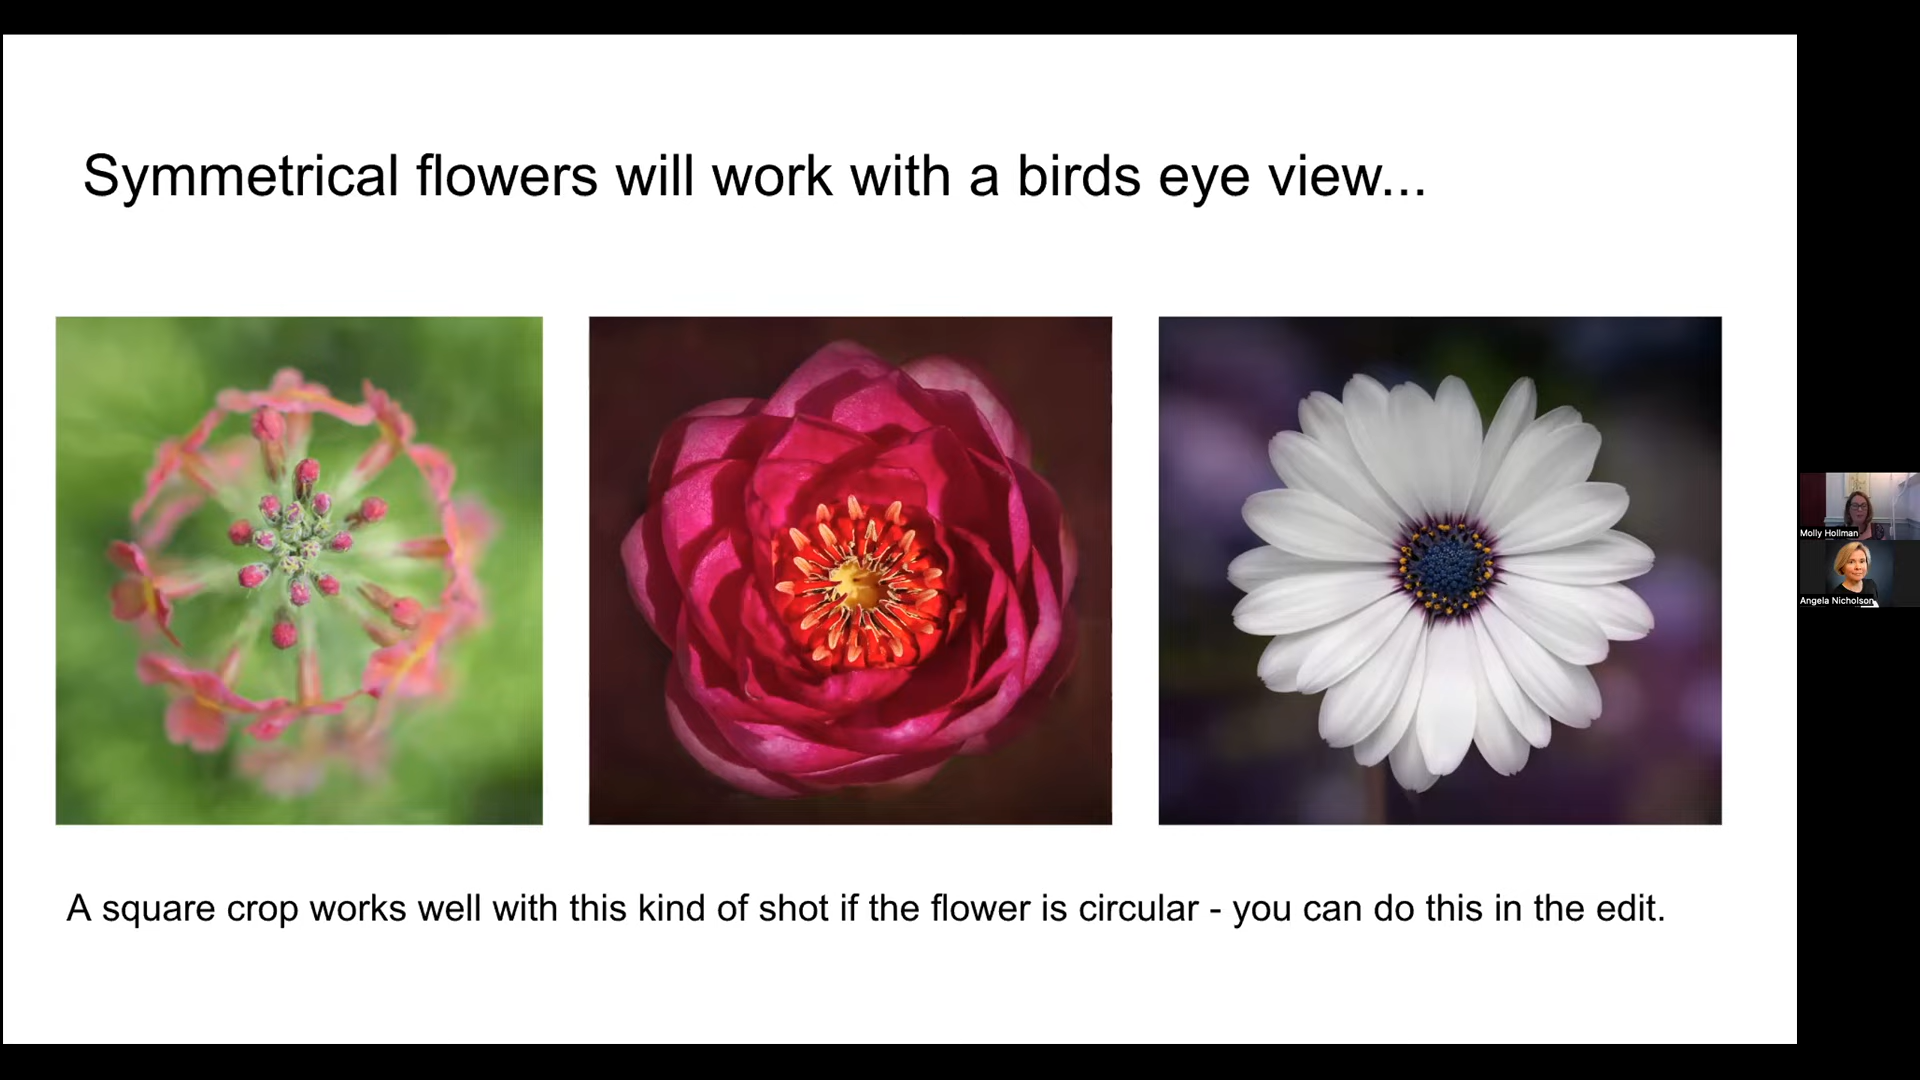 Symmetrical flowers will work with a birds eye view...
A square crop works well with this kind of shot if the flower is circular - you can do this in the edit.
Molly Hollman
Angela Nicholson